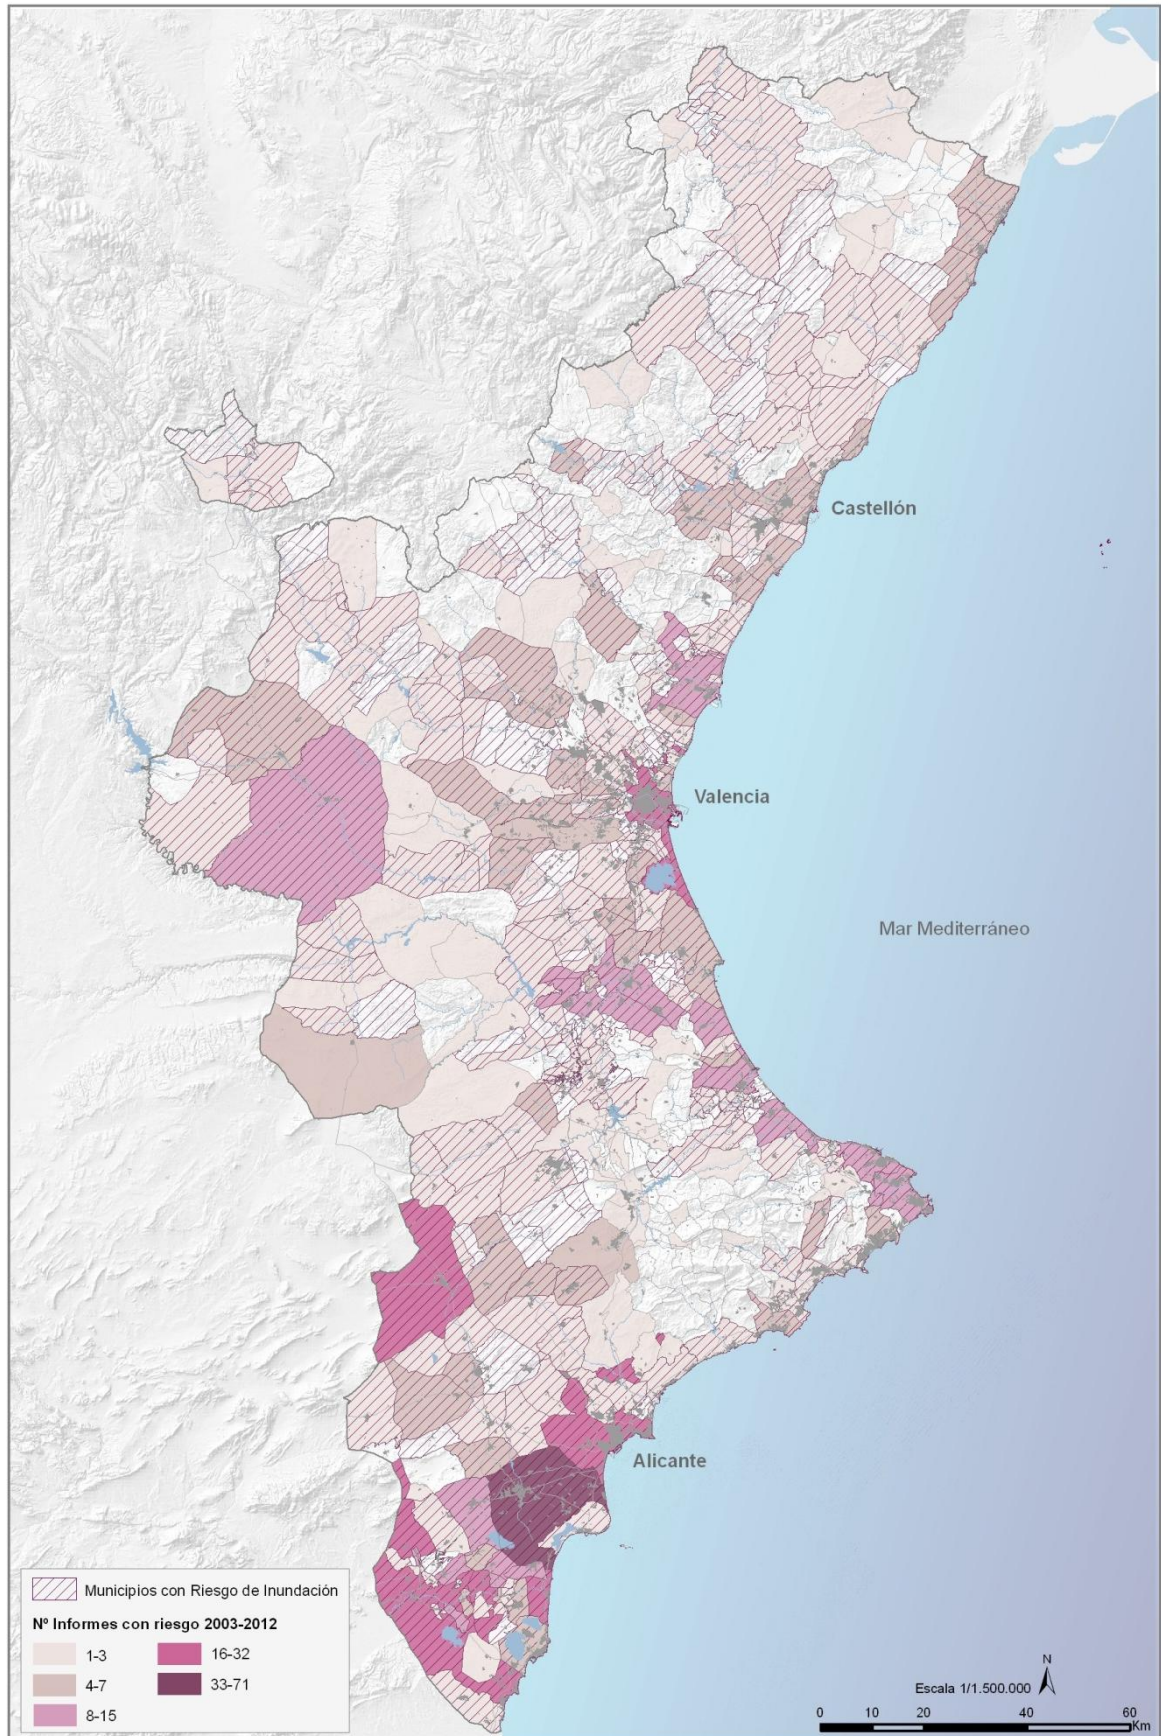 Castellón
Valencia
Mar Mediterráneo
Alicante
Municipios con Riesgo de Inundación
Nº Informes con riesgo 2003-2012
1-3
16-32
4-7
33-71
8-15
N
Escala 1/1.500.000
0 10 20 40 60
Km